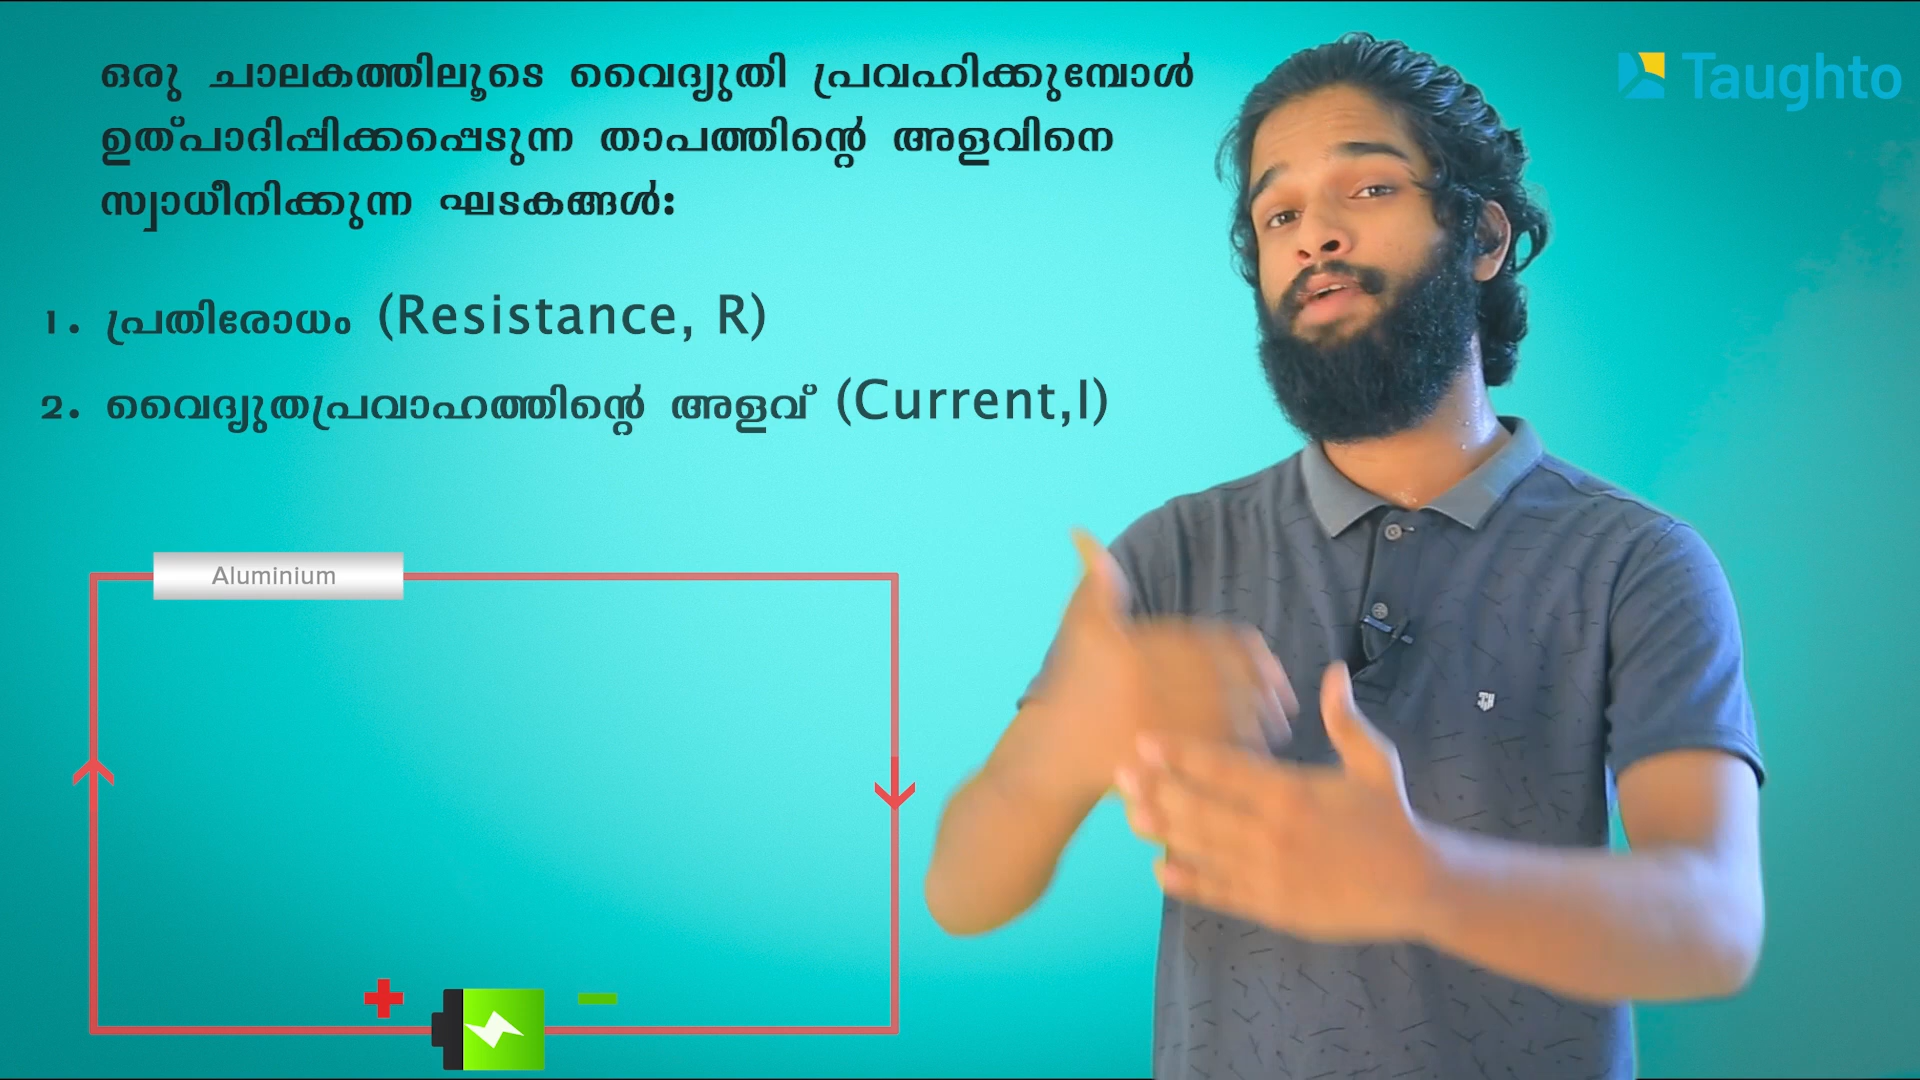 ഒരു ചാലകത്തിലൂടെ വൈദ്യുതി പ്രവഹിക്കുമ്പോൾ
ഉത്പാദിപ്പിക്കപ്പെടുന്ന താപത്തിന്റെ അളവിനെ
സ്വാധീനിക്കുന്ന ഘടകങ്ങൾ:
Taughto
1. പ്രതിരോധം (Resistance, R)
2. വൈദ്യുതപ്രവാഹത്തിന്റെ അളവ് (Current,I)
Aluminium
+ −